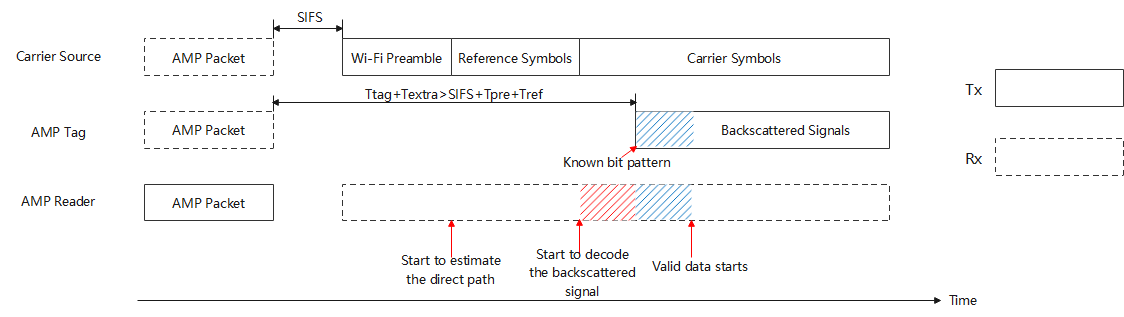 SIFS
Carrier Source
AMP Packet
Wi-Fi Preamble
Reference Symbols
Carrier Symbols
Ttag+Textra>SIFS+Tpre+Tref
Tx
AMP Tag
AMP Packet
Backscattered Signals
Known bit pattern
Rx
AMP Reader
AMP Packet
Start to estimate
the direct path
Start to decode
the backscattered
signal
Valid data starts
Time